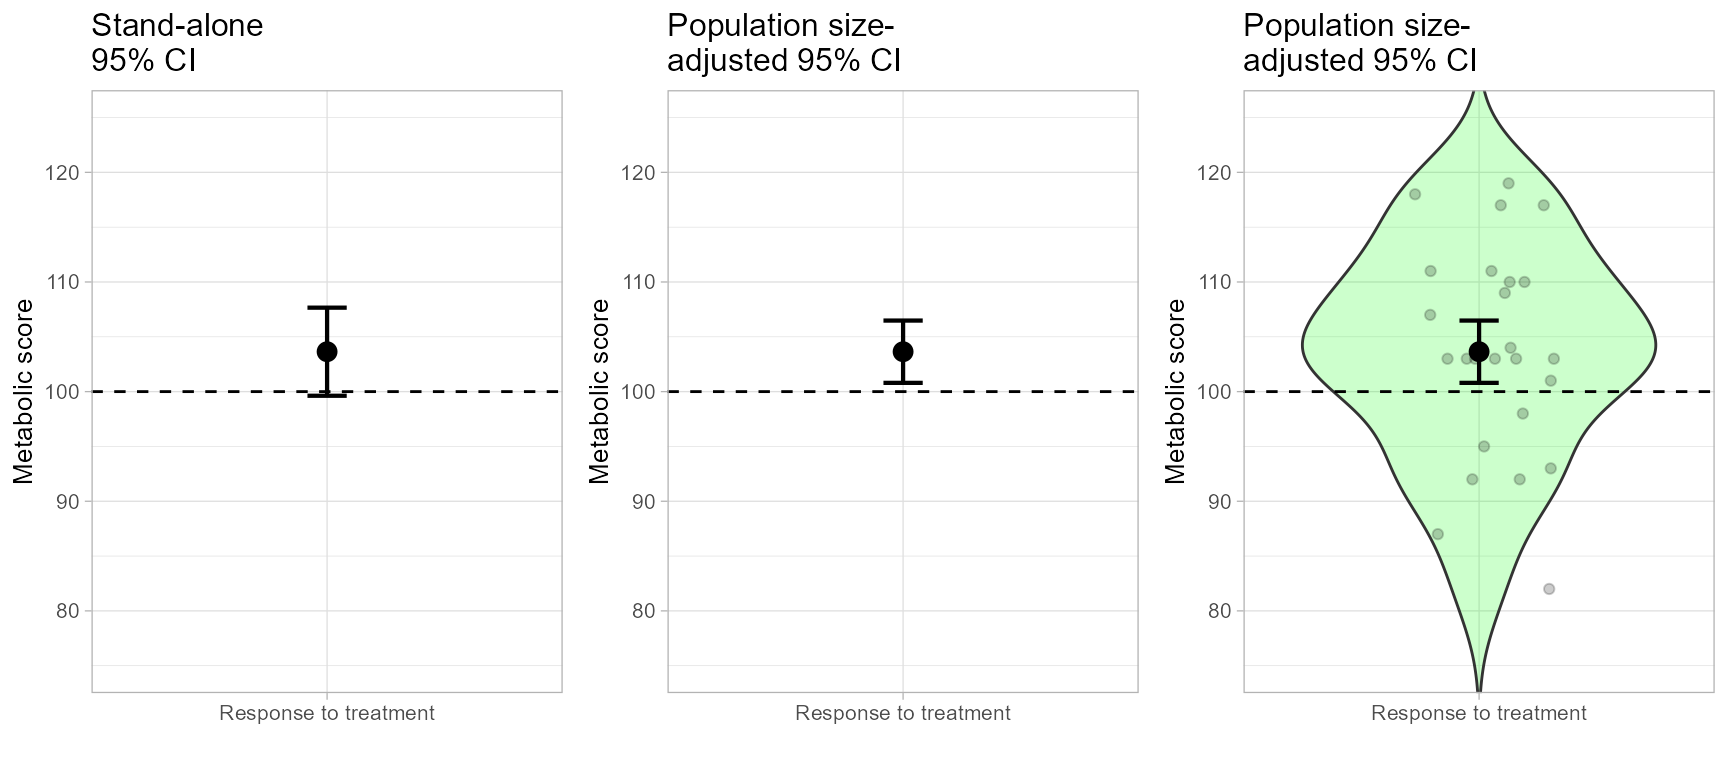 Stand-alone
95% CI
Metabolic score
120
110
100
90
80
Response to treatment
Population size-
adjusted 95% CI
Metabolic score
120
110
100
90
80
Response to treatment
Population size-
adjusted 95% CI
Metabolic score
120
110
100
90
80
Response to treatment